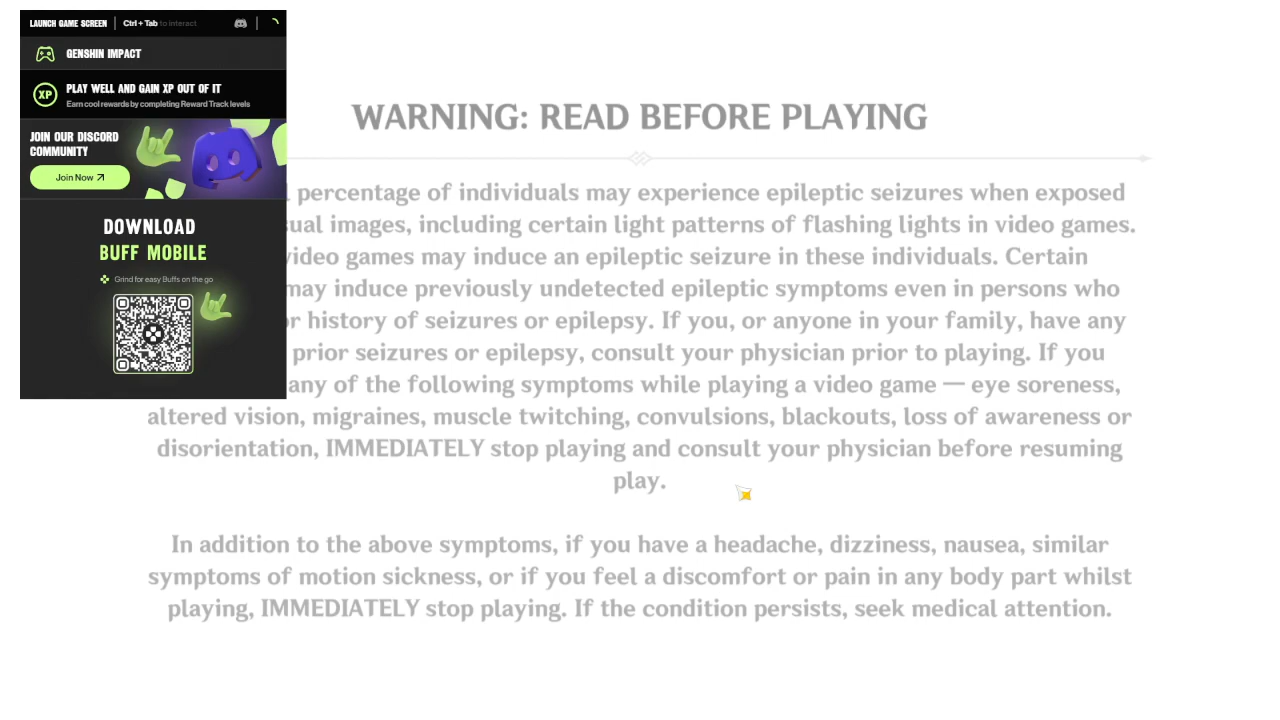 LAUNCH GAME SCREEN
Ctrl + Tab to interact
GENSHIN IMPACT
XP
PLAY WELL AND GAIN XP OUT OF IT
Earn cool rewards by completing Reward Track levels
JOIN OUR DISCORD
COMMUNITY
Join Now
DOWNLOAD
BUFF MOBILE
Grind for easy Buffs on the go
WARNING: READ BEFORE PLAYING
percentage of individuals may experience epileptic seizures when exposed
images, including certain light patterns of flashing lights in video games.
video games may induce an epileptic seizure in these individuals. Certain
may induce previously undetected epileptic symptoms even in persons who
history of seizures or epilepsy. If you, or anyone in your family, have any
prior seizures or epilepsy, consult your physician prior to playing. If you
any of the following symptoms while playing a video game — eye soreness,
altered vision, migraines, muscle twitching, convulsions, blackouts, loss of awareness or
disorientation, IMMEDIATELY stop playing and consult your physician before resuming
play.
In addition to the above symptoms, if you have a headache, dizziness, nausea, similar
symptoms of motion sickness, or if you feel a discomfort or pain in any body part whilst
playing, IMMEDIATELY stop playing. If the condition persists, seek medical attention.